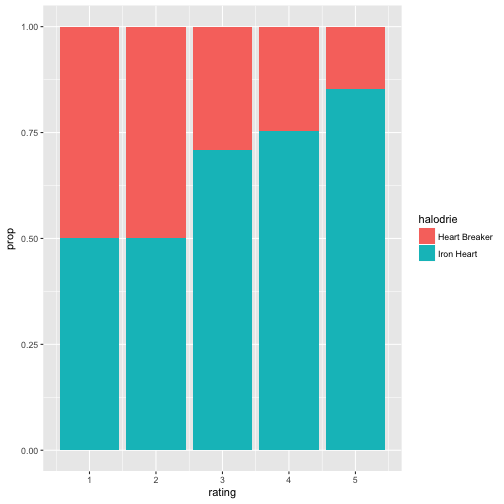 1.00
0.75
0.50
0.25
0.00
prop
1 2 3 4 5
rating
halodrie
Heart Breaker
Iron Heart